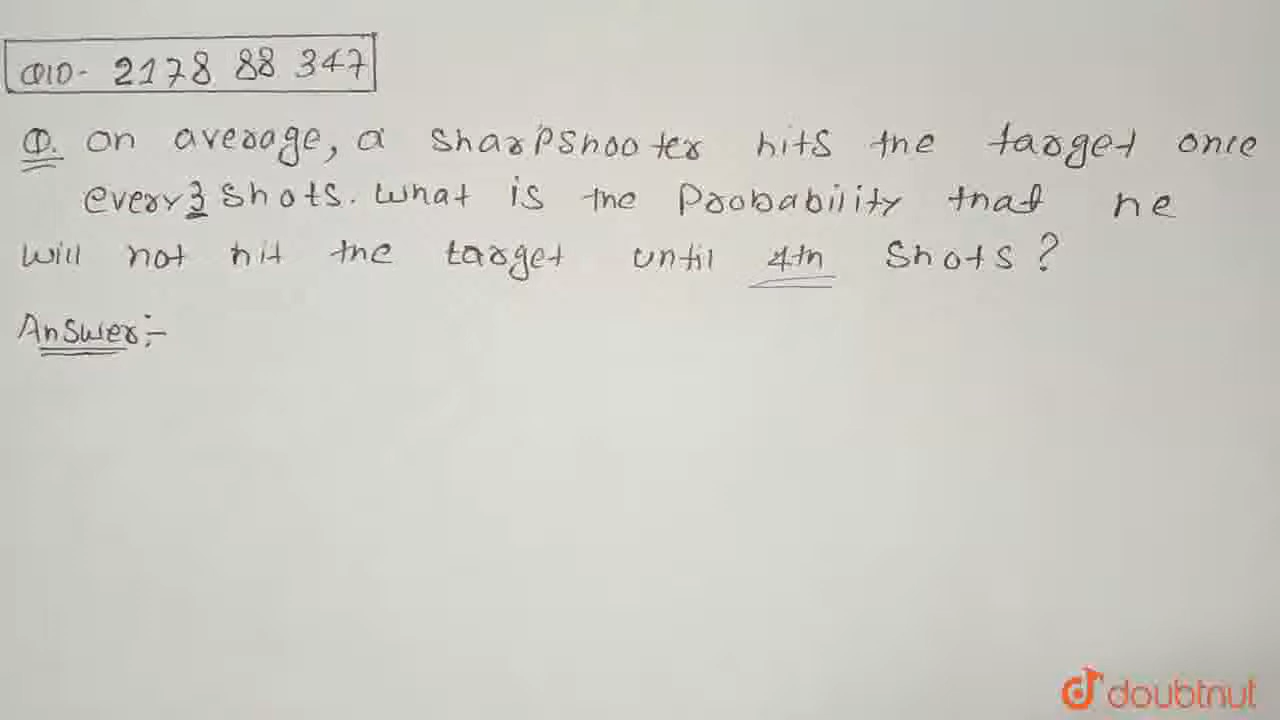 QID- 2178 88 347
Q. On average, a sharpshooter hits the target once
every 3 shots. What is the Probability that he
will not hit the target until 4th shots?
Answer:-
doubtnut